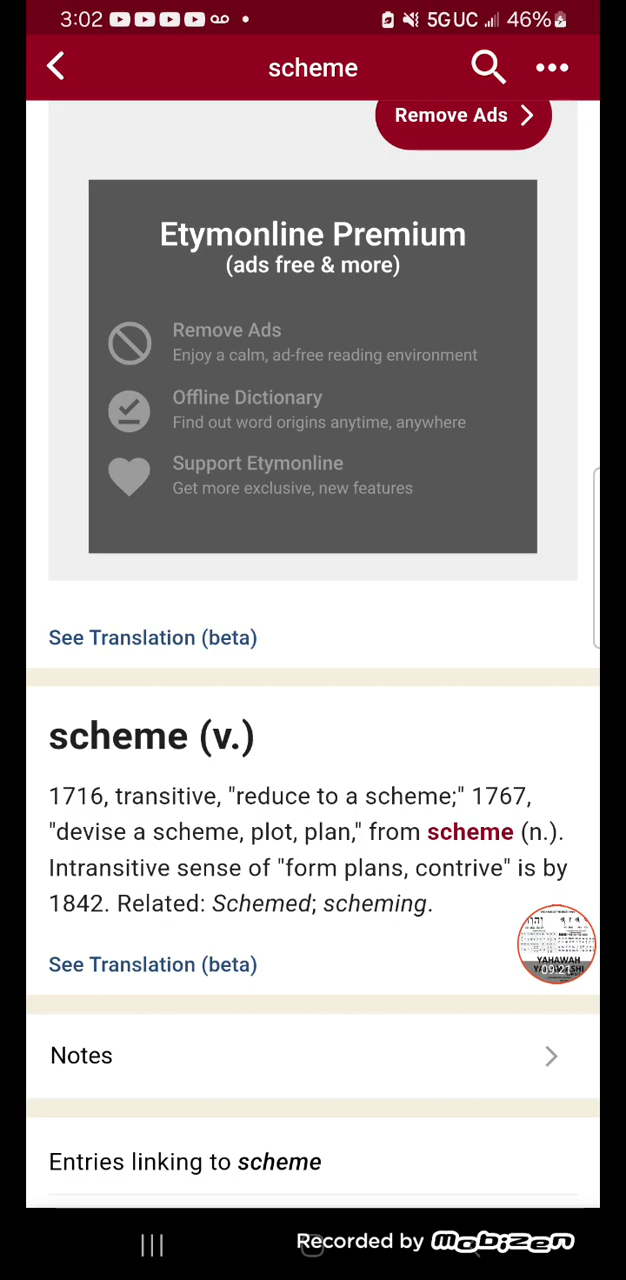 3:02 5G UC 46%
scheme
Remove Ads
Etymonline Premium
(ads free & more)
Remove Ads
Enjoy a calm, ad-free reading environment
Offline Dictionary
Find out word origins anytime, anywhere
Support Etymonline
Get more exclusive, new features
See Translation (beta)
scheme (v.)
1716, transitive, "reduce to a scheme;" 1767,
"devise a scheme, plot, plan," from scheme (n.).
Intransitive sense of "form plans, contrive" is by
1842. Related: Schemed; scheming.
YAHAWAH
09:21
See Translation (beta)
Notes
Entries linking to scheme
Recorded by Mobizen